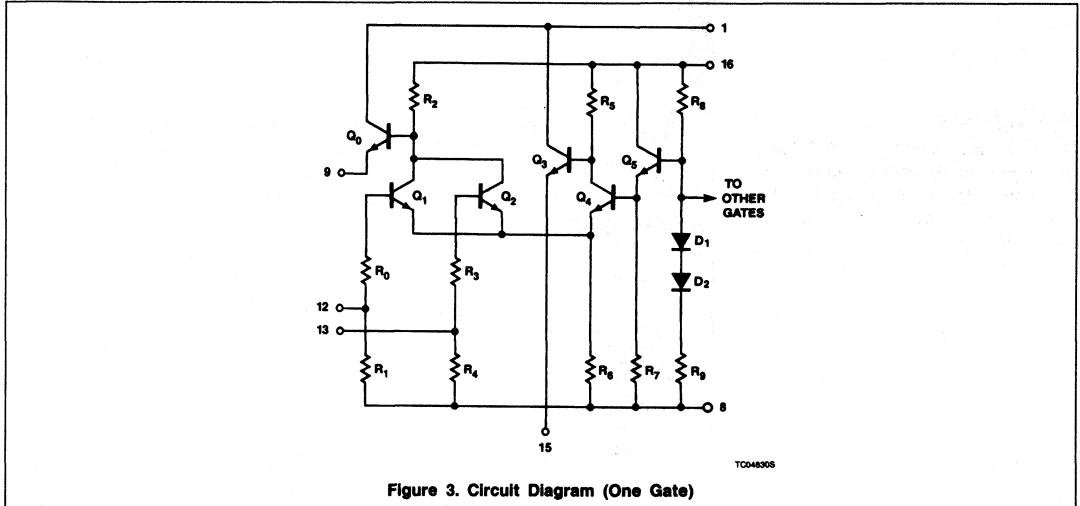 1
16
R₂
R₅
R₈
Q₀
Q₃
Q₅
9
Q₁
Q₂
Q₄
TO
OTHER
GATES
D₁
R₀
R₃
D₂
12
13
R₁
R₄
R₆
R₇
R₉
8
15
TC04830S
Figure 3. Circuit Diagram (One Gate)